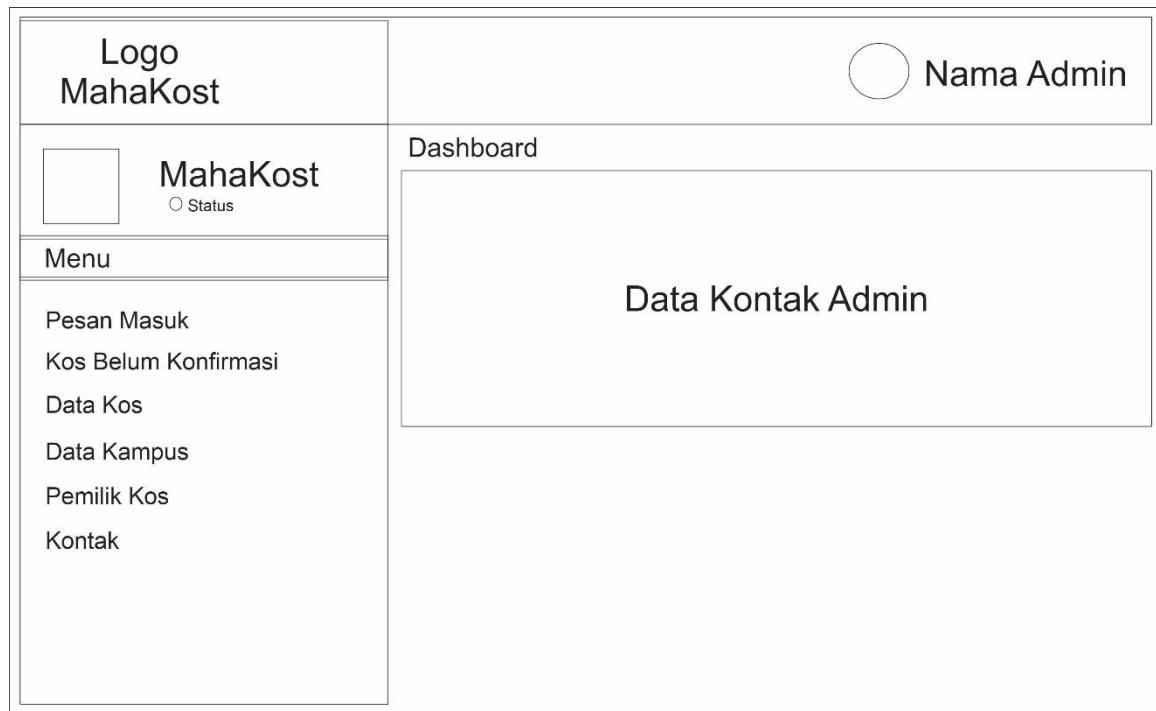 Logo
MahaKost
Nama Admin
MahaKost
Status
Menu
Pesan Masuk
Kos Belum Konfirmasi
Data Kos
Data Kampus
Pemilik Kos
Kontak
Dashboard
Data Kontak Admin